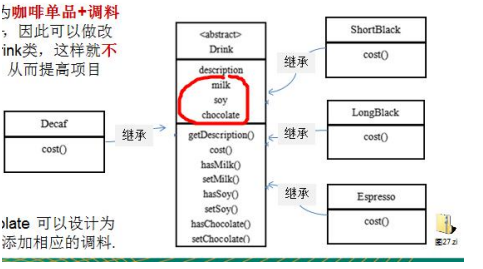 为咖啡单品+调料
，因此可以做改
ink类，这样就不
从而提高项目
<abstract>
Drink
description
milk
soy
chocolate
getDescription()
cost()
hasMilk()
setMilk()
hasSoy()
setSoy()
hasChocolate()
setChocolate()
Decaf
cost()
继承
ShortBlack
cost()
继承
LongBlack
cost()
继承
Espresso
cost()
继承
olate 可以设计为
添加相应的调料.
图27.zi